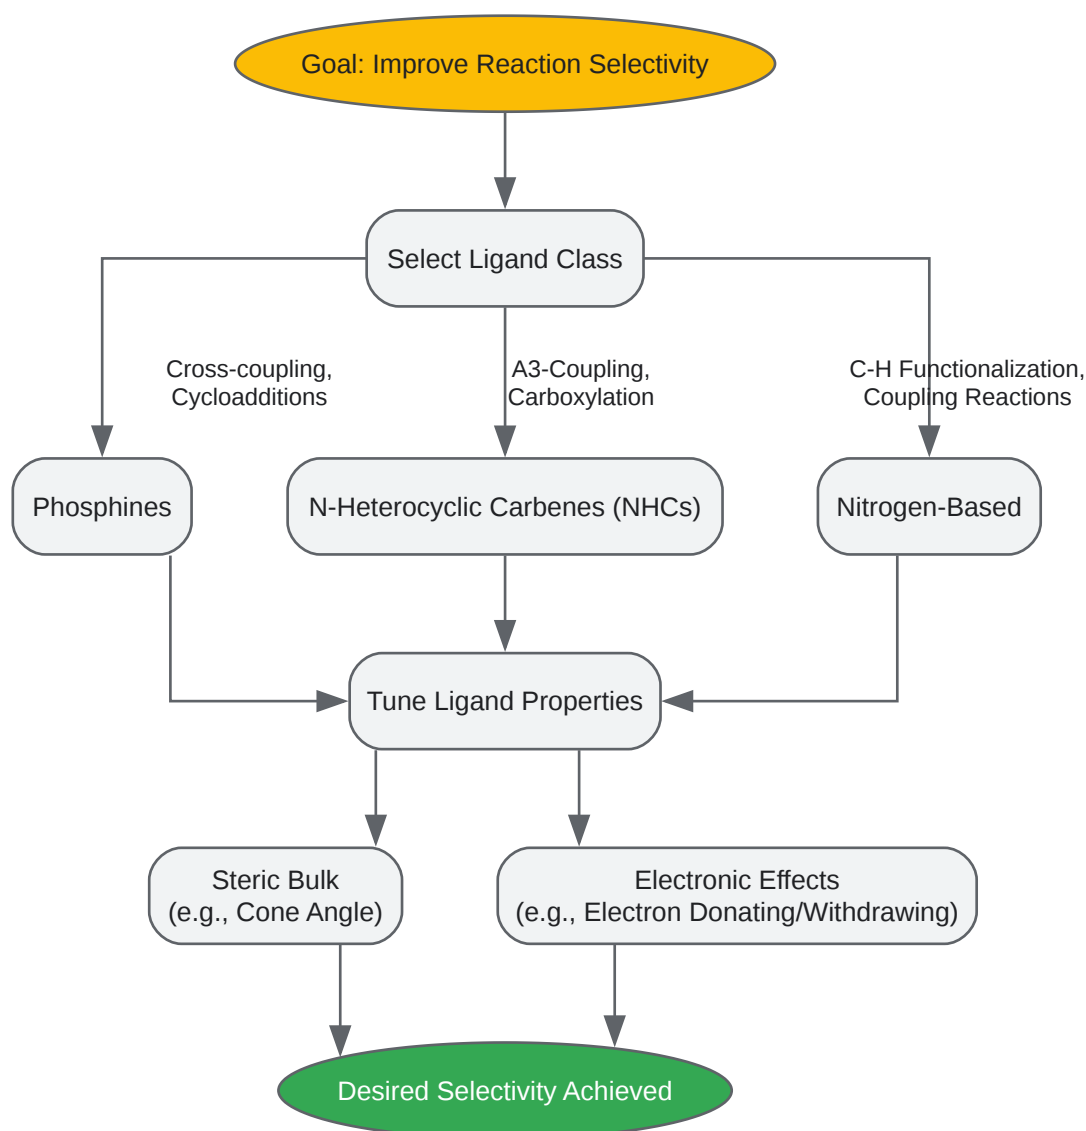 Goal: Improve Reaction Selectivity
Select Ligand Class
Cross-coupling,
Cycloadditions
A3-Coupling,
Carboxylation
C-H Functionalization,
Coupling Reactions
Phosphines
N-Heterocyclic Carbenes (NHCs)
Nitrogen-Based
Tune Ligand Properties
Steric Bulk
(e.g., Cone Angle)
Electronic Effects
(e.g., Electron Donating/Withdrawing)
Desired Selectivity Achieved